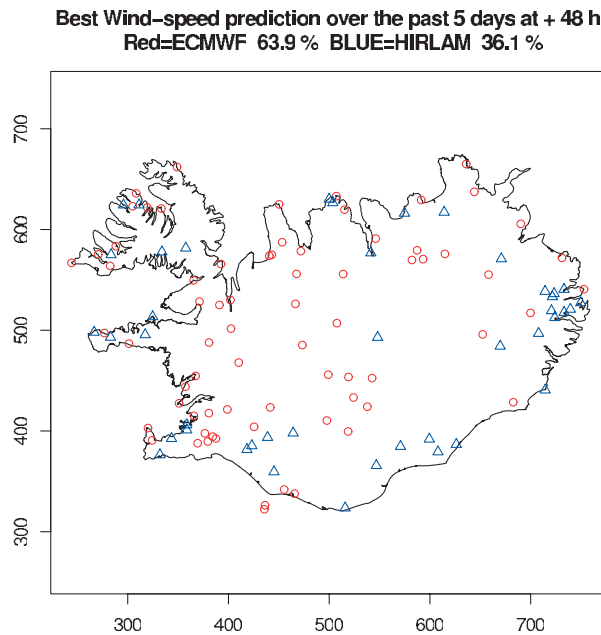 Best Wind-speed prediction over the past 5 days at + 48 h
Red=ECMWF 63.9 % BLUE=HIRLAM 36.1 %
700
600
500
400
300
300 400 500 600 700